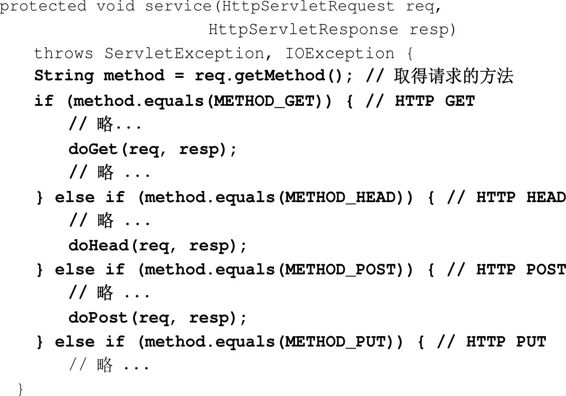 protected void service(HttpServletRequest req,
                       HttpServletResponse resp)
    throws ServletException, IOException {
    String method = req.getMethod(); // 取得请求的方法
    if (method.equals(METHOD_GET)) { // HTTP GET
        // 略...
        doGet(req, resp);
        // 略 ...
    } else if (method.equals(METHOD_HEAD)) { // HTTP HEAD
        // 略 ...
        doHead(req, resp);
    } else if (method.equals(METHOD_POST)) { // HTTP POST
        // 略 ...
        doPost(req, resp);
    } else if (method.equals(METHOD_PUT)) { // HTTP PUT
        // 略 ...
  }